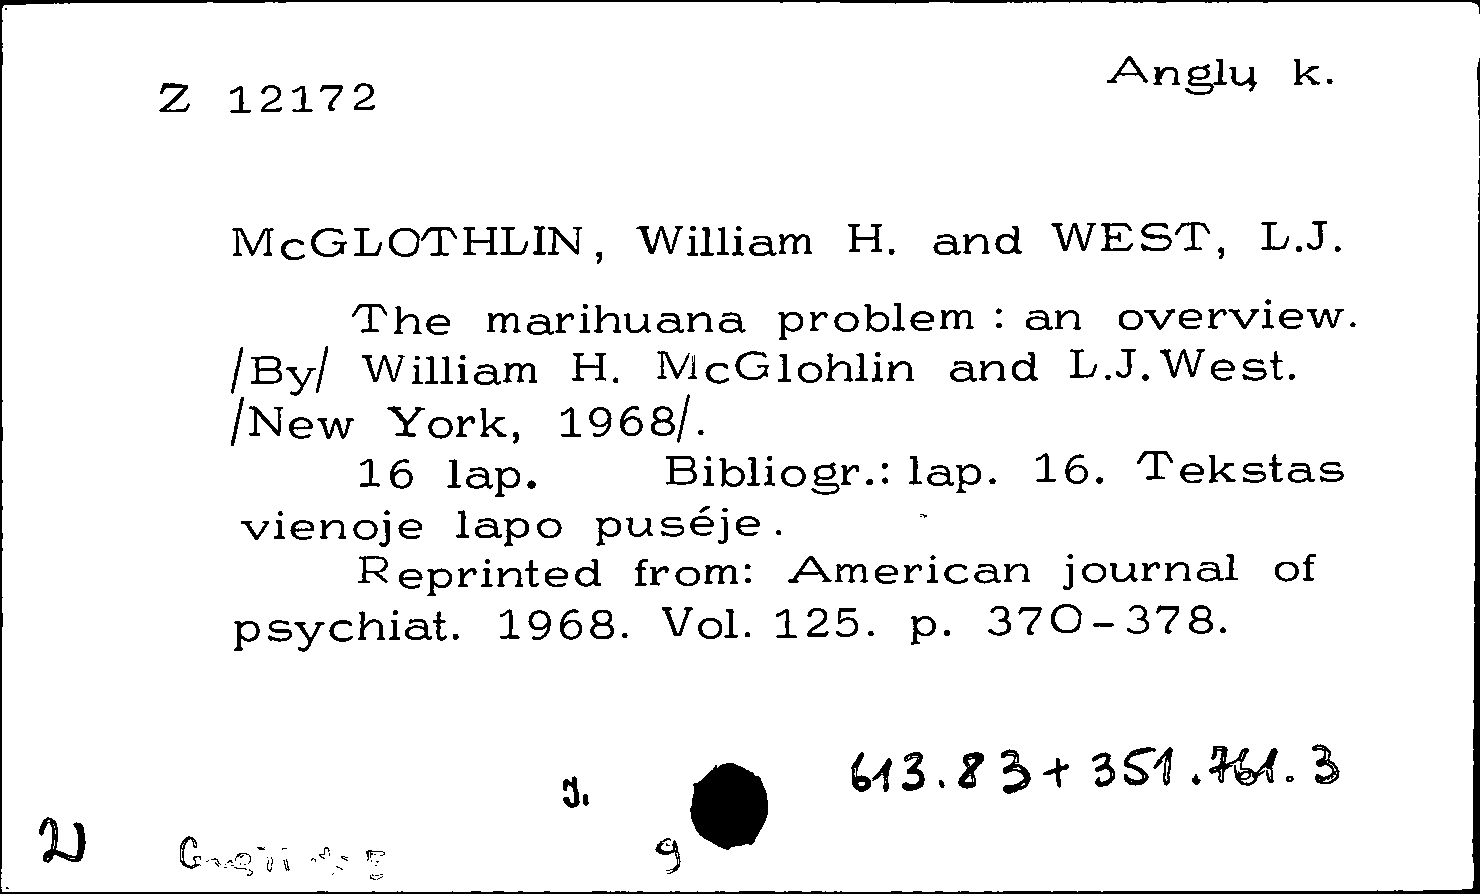 Anglų k.
Z 12172
McGLOTHLIN, William H. and WEST, L.J.
The marihuana problem : an overview.
/By/ William H. McGlohlin and L.J. West.
/New York, 1968/.
16 lap. Bibliogr.: lap. 16. Tekstas
vienoje lapo puséje.
Reprinted from: American journal of
psychiat. 1968. Vol. 125. p. 370-378.
613.83+351.761.3
9